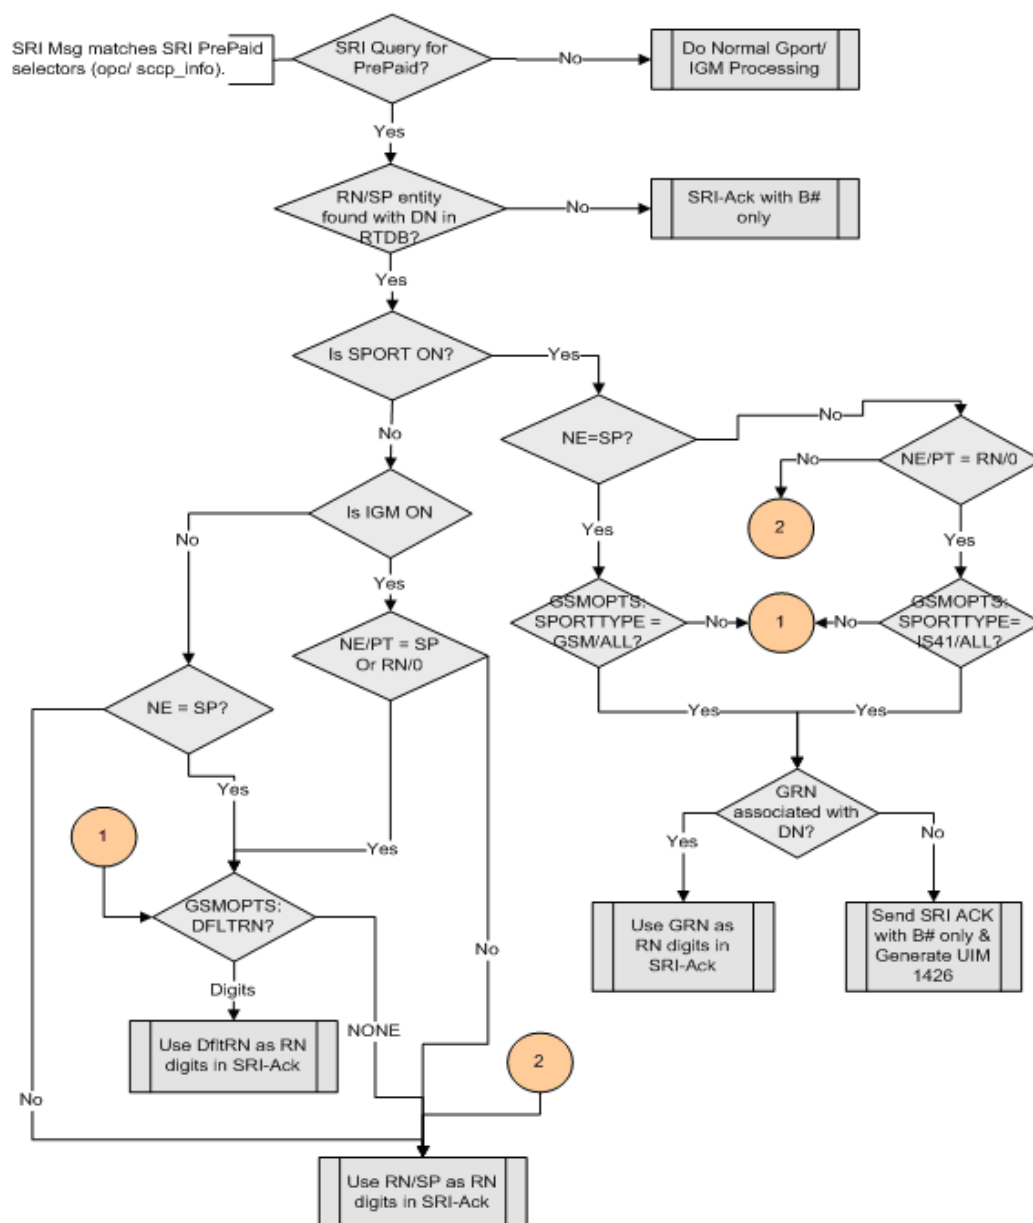 SRI Msg matches SRI PrePaid
selectors (opc/ sccp_info).
SRI Query for
PrePaid?
No
Do Normal Gport/
IGM Processing
Yes
RN/SP entity
found with DN in
RTDB?
No
SRI-Ack with B#
only
Yes
Is SPORT ON?
Yes
No
NE=SP?
No
NE/PT = RN/0
No
2
Is IGM ON
No
Yes
Yes
Yes
GSMOPTS:
SPORTTYPE =
GSM/ALL?
No
1
No
GSMOPTS:
SPORTTYPE=
IS41/ALL?
NE/PT = SP
Or RN/0
NE = SP?
Yes
Yes
Yes
GRN
associated with
DN?
1
Yes
Yes
No
GSMOPTS:
DFLTRN?
Use GRN as
RN digits in
SRI-Ack
Send SRI ACK
with B# only &
Generate UIM
1426
No
Digits
NONE
Use DfltRN as RN
digits in SRI-Ack
2
No
Use RN/SP as RN
digits in SRI-Ack